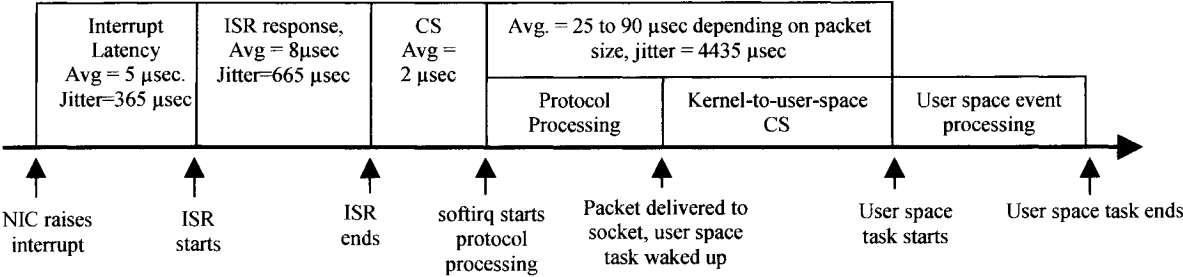 Interrupt
Latency
Avg = 5 µsec.
Jitter=365 µsec
ISR response,
Avg = 8µsec
Jitter=665 µsec
CS
Avg =
2 µsec
Avg. = 25 to 90 µsec depending on packet
size, jitter = 4435 µsec
Protocol
Processing
Kernel-to-user-space
CS
User space event
processing
NIC raises
interrupt
ISR
starts
ISR
ends
softirq starts
protocol
processing
Packet delivered to
socket, user space
task waked up
User space
task starts
User space task ends